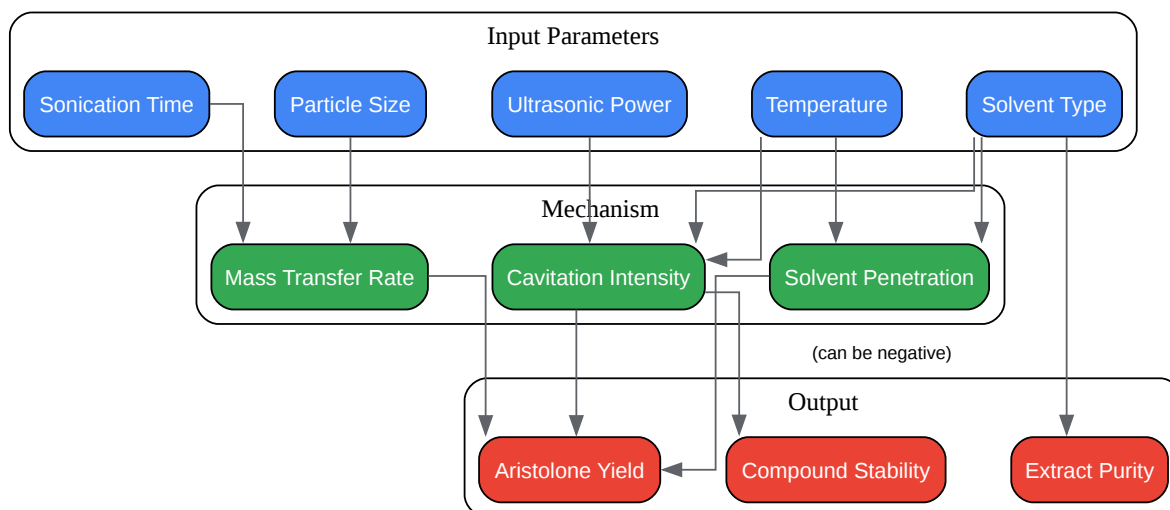 Input Parameters
Sonication Time
Particle Size
Ultrasonic Power
Temperature
Solvent Type
Mechanism
Mass Transfer Rate
Cavitation Intensity
Solvent Penetration
(can be negative)
Output
Aristolone Yield
Compound Stability
Extract Purity